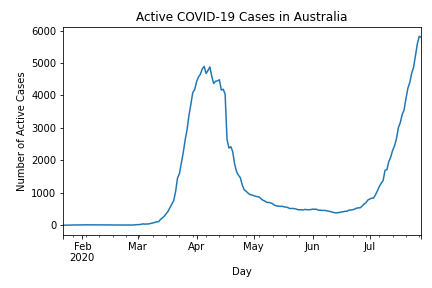 Active COVID-19 Cases in Australia
6000
5000
4000
3000
2000
1000
0
Number of Active Cases
Feb Mar Apr May Jun Jul
2020
Day